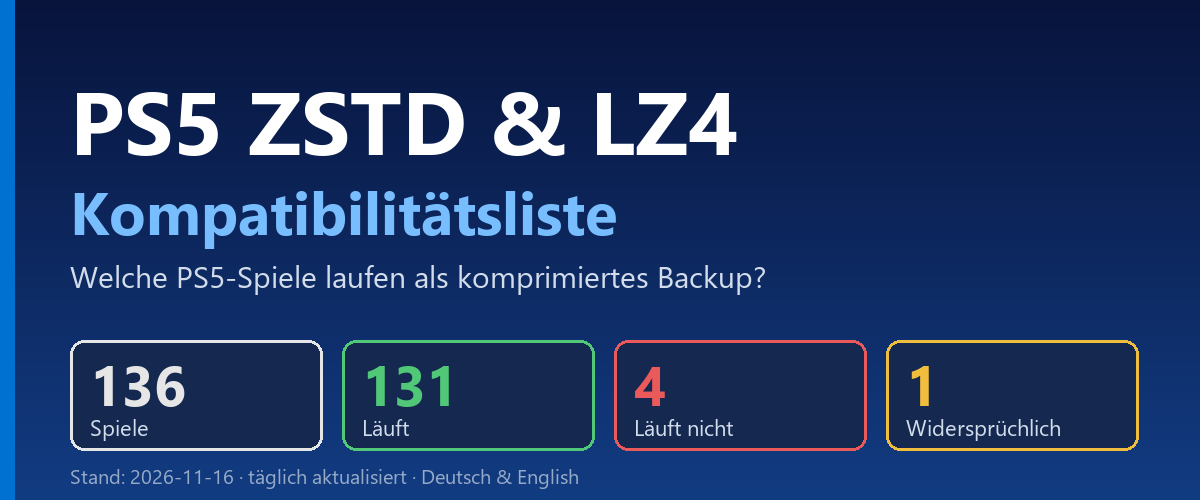 PS5 ZSTD & LZ4
Kompatibilitätsliste
Welche PS5-Spiele laufen als komprimiertes Backup?
136
Spiele
131
Läuft
4
Läuft nicht
1
Widersprüchlich
Stand: 2026-11-16 · täglich aktualisiert · Deutsch & English